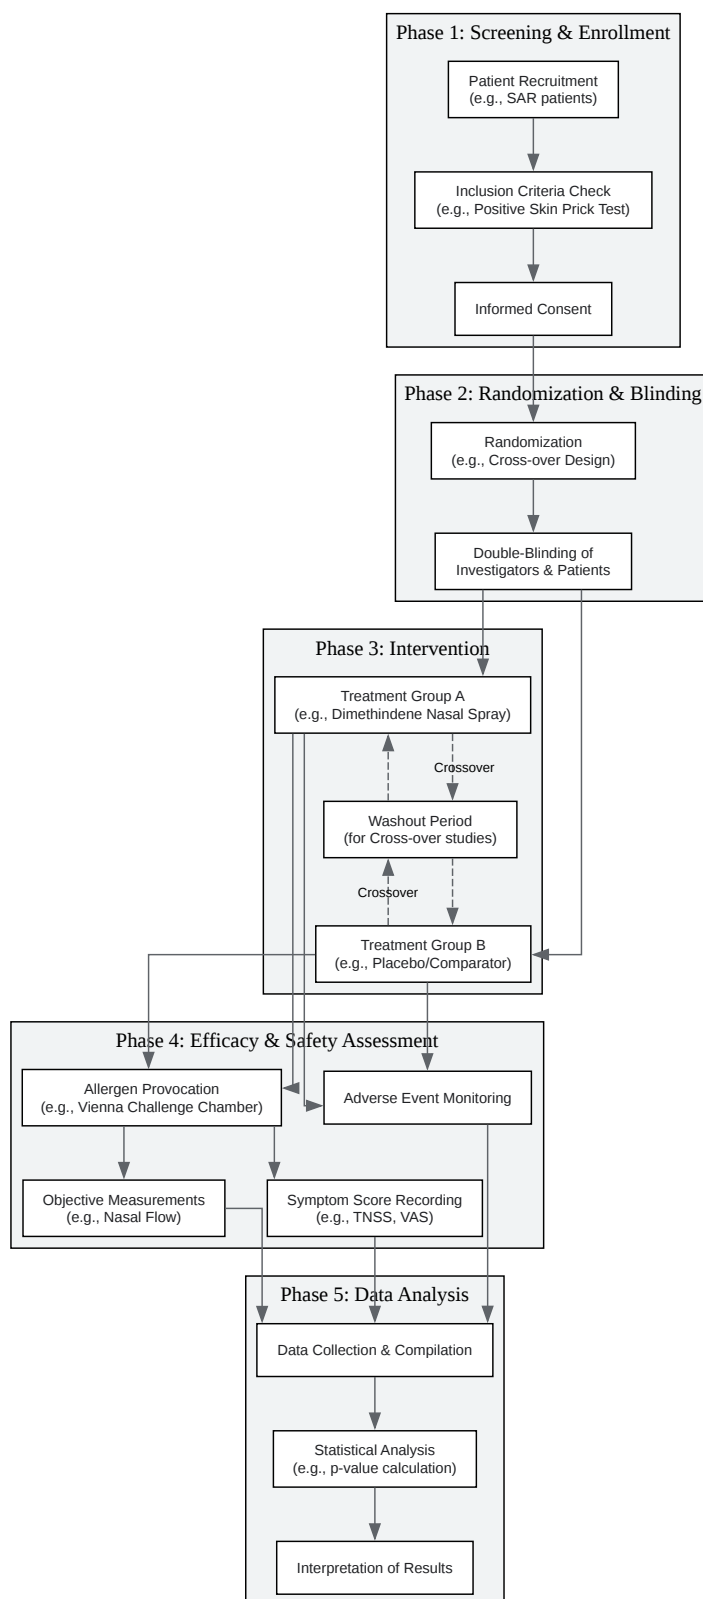 Phase 1: Screening & Enrollment
Patient Recruitment
(e.g., SAR patients)
Inclusion Criteria Check
(e.g., Positive Skin Prick Test)
Informed Consent
Phase 2: Randomization & Blinding
Randomization
(e.g., Cross-over Design)
Double-Blinding of
Investigators & Patients
Phase 3: Intervention
Treatment Group A
(e.g., Dimethindene Nasal Spray)
Crossover
Washout Period
(for Cross-over studies)
Crossover
Treatment Group B
(e.g., Placebo/Comparator)
Phase 4: Efficacy & Safety Assessment
Allergen Provocation
(e.g., Vienna Challenge Chamber)
Adverse Event Monitoring
Objective Measurements
(e.g., Nasal Flow)
Symptom Score Recording
(e.g., TNSS, VAS)
Phase 5: Data Analysis
Data Collection & Compilation
Statistical Analysis
(e.g., p-value calculation)
Interpretation of Results